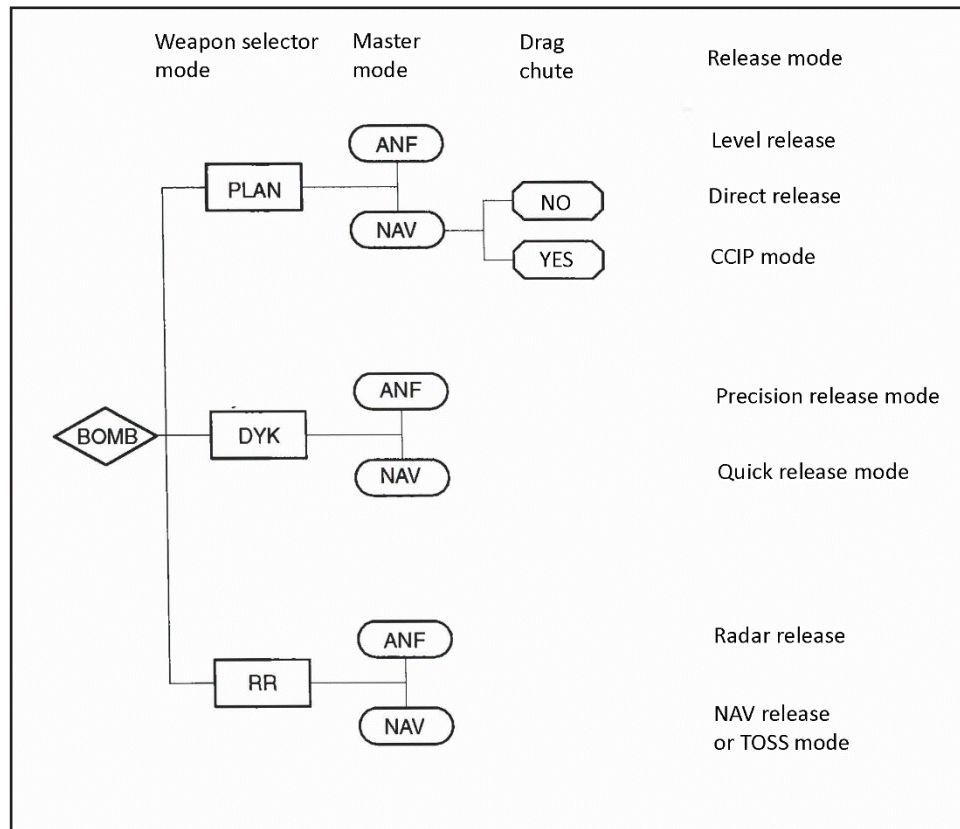 Weapon selector
mode
Master
mode
Drag
chute
Release mode
ANF
Level release
PLAN
NO
Direct release
NAV
YES
CCIP mode
ANF
Precision release mode
BOMB
DYK
NAV
Quick release mode
ANF
Radar release
RR
NAV
NAV release
or TOSS mode